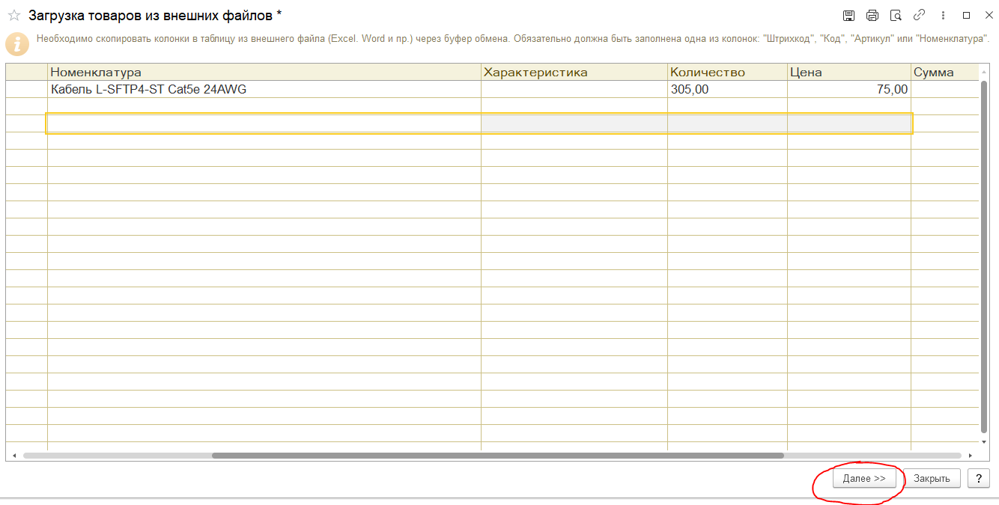 Загрузка товаров из внешних файлов *
Необходимо скопировать колонки в таблицу из внешнего файла (Excel. Word и пр.) через буфер обмена. Обязательно должна быть заполнена одна из колонок: "Штрихкод", "Код", "Артикул" или "Номенклатура".
Номенклатура Характеристика Количество Цена Сумма
Кабель L-SFTP4-ST Cat5e 24AWG 305,00 75,00
Далее >> Закрыть ?